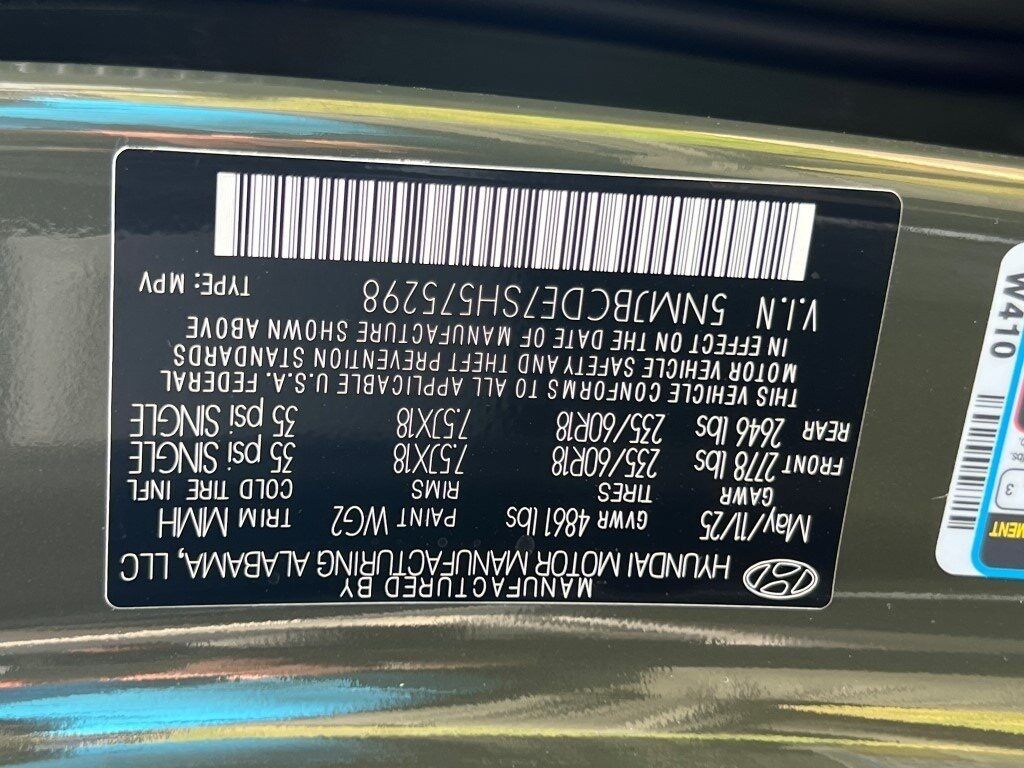 MANUFACTURED BY
HYUNDAI MOTOR MANUFACTURING ALABAMA, LLC
May/11/25 GVWR 4861 lbs PAINT WG2 TRIM MMH
GAWR TIRES RIMS COLD TIRE INFL
FRONT 2778 lbs 235/60R18 7.5JX18 35 psi SINGLE
REAR 2646 lbs 235/60R18 7.5JX18 35 psi SINGLE
THIS VEHICLE CONFORMS TO ALL APPLICABLE U.S.A. FEDERAL
MOTOR VEHICLE SAFETY AND THEFT PREVENTION STANDARDS
IN EFFECT ON THE DATE OF MANUFACTURE SHOWN ABOVE
V.I.N 5NMJBCDE7SH575298 TYPE: MPV
W410
3